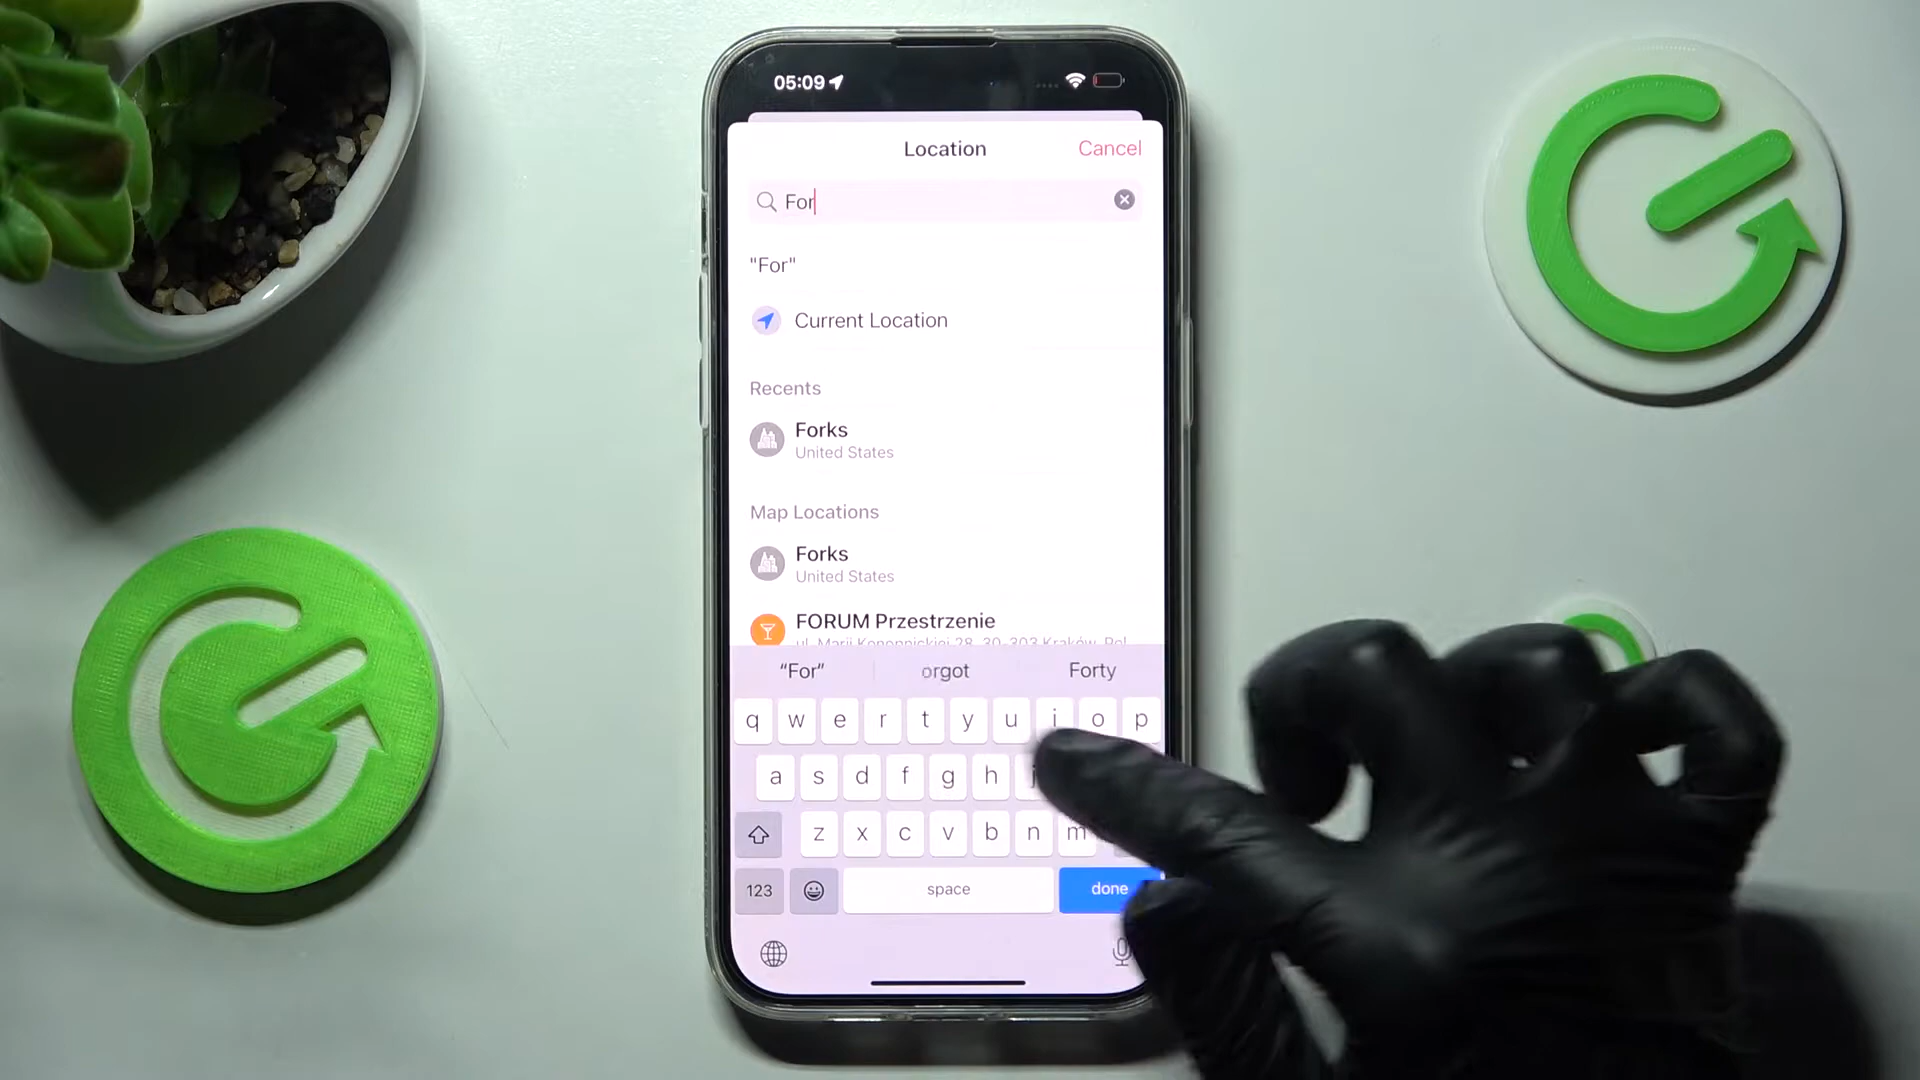 05:09
Location
Cancel
For
"For"
Current Location
Recents
Forks
United States
Map Locations
Forks
United States
FORUM Przestrzenie
ul. Marii Konopnickiej 28, 30-303 Kraków, Pol...
“For”
orgot
Forty
q w e r t y u i o p
a s d f g h j
z x c v b n m
123
space
done